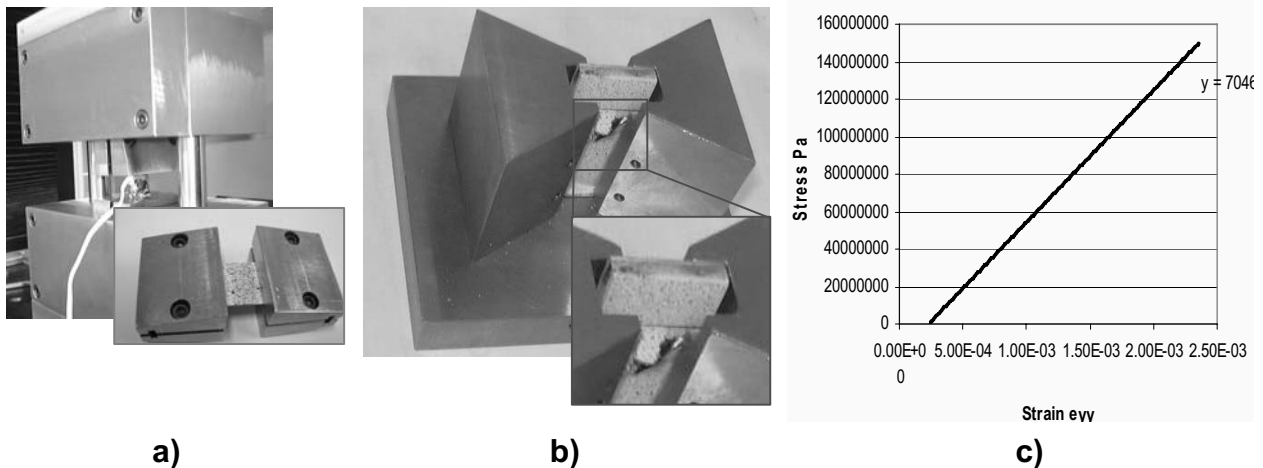 160000000
140000000
120000000
100000000
80000000
60000000
40000000
20000000
0
Stress Pa
y = 7046
0.00E+0
0
5.00E-04
1.00E-03
1.50E-03
2.00E-03
2.50E-03
Strain eyy
a)
b)
c)